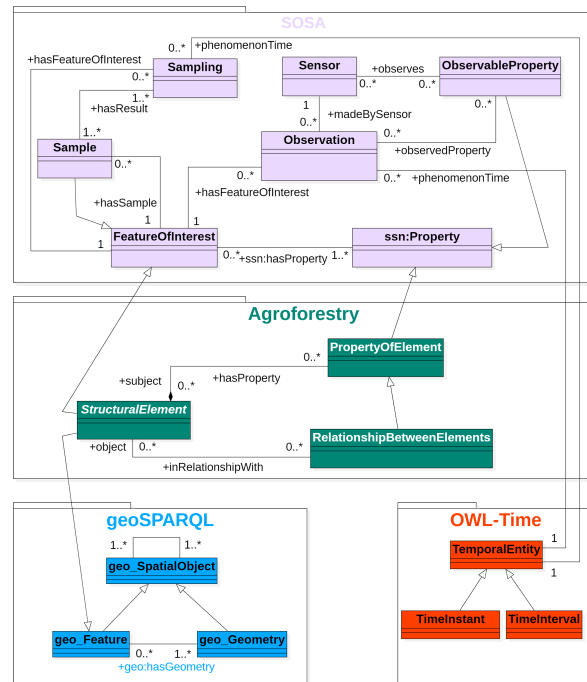 SOSA
+phenomenonTime
0..*
+hasFeatureOfInterest
Sampling
Sensor
+observes
ObservableProperty
0..*
0..*
0..*
1..*
+hasResult
1
0..*
+madeBySensor
0..*
1..*
Sample
0..*
Observation
0..*
+observedProperty
0..*
0..*
+phenomenonTime
+hasFeatureOfInterest
+hasSample
1
1
FeatureOfInterest
ssn:Property
1
0..*
+ssn:hasProperty
1..*
Agroforestry
PropertyOfElement
0..*
+subject
0..*
+hasProperty
StructuralElement
RelationshipBetweenElements
+object
0..*
0..*
+inRelationshipWith
geoSPARQL
OWL-Time
1..*
1..*
1
TemporalEntity
geo_SpatialObject
1
TimeInstant
TimeInterval
geo_Feature
geo_Geometry
0..*
1..*
+geo:hasGeometry